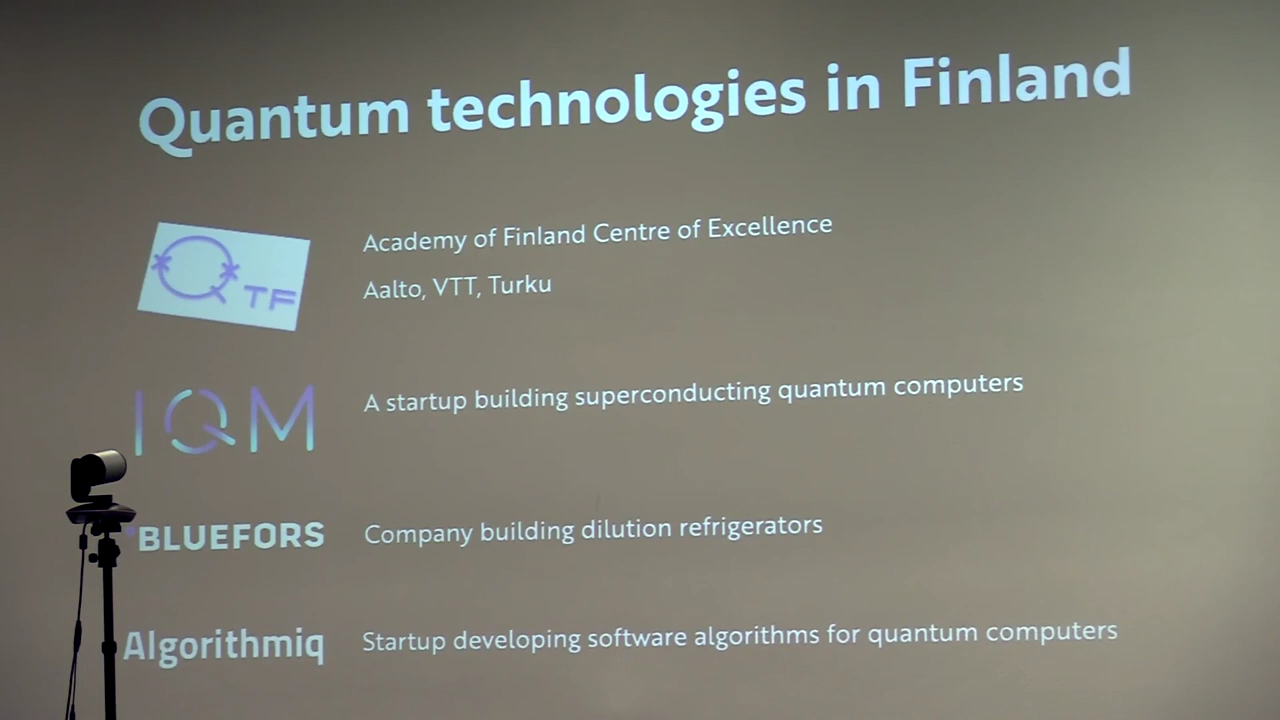 Quantum technologies in Finland
QTF
Academy of Finland Centre of Excellence
Aalto, VTT, Turku
IQM
A startup building superconducting quantum computers
BLUEFORS
Company building dilution refrigerators
Algorithmiq
Startup developing software algorithms for quantum computers